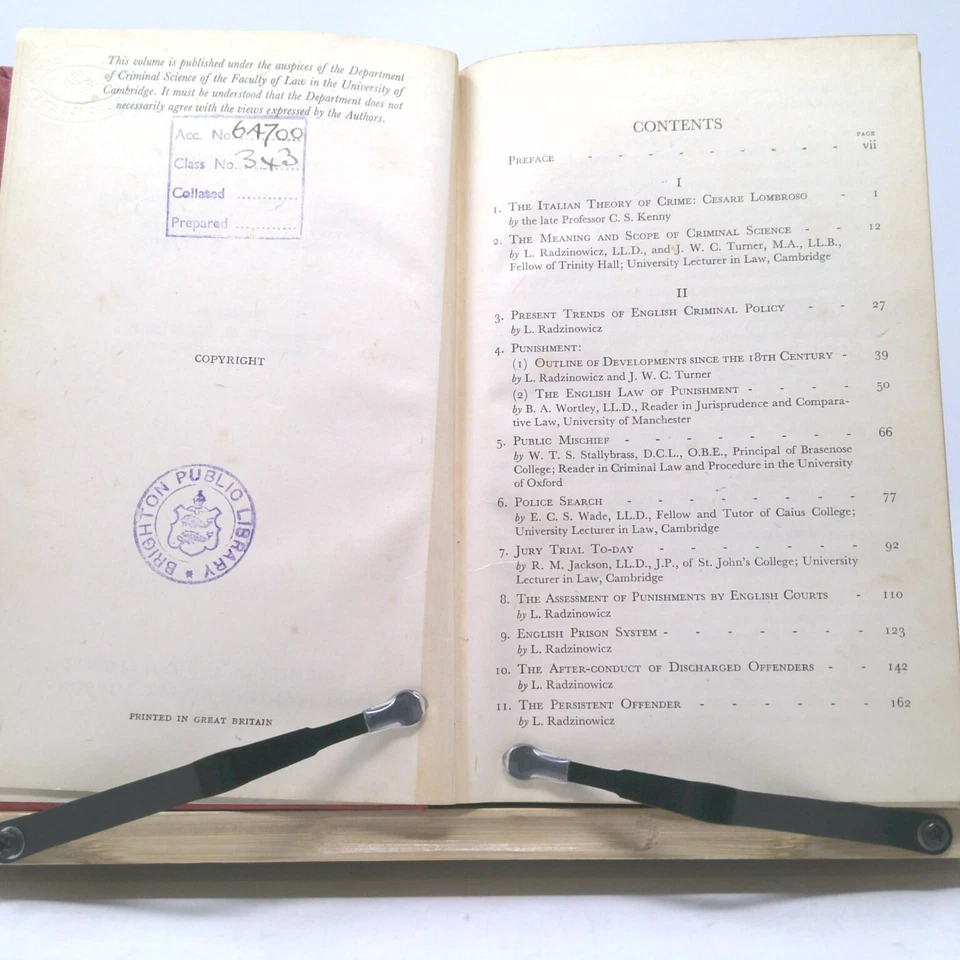 This volume is published under the auspices of the Department
of Criminal Science of the Faculty of Law in the University of
Cambridge. It must be understood that the Department does not
necessarily agree with the views expressed by the Authors.
Acc. No. 64700
Class No. 343
Collated ............
Prepared ............
COPYRIGHT
BRIGHTON PUBLIC LIBRARY
PRINTED IN GREAT BRITAIN
CONTENTS
PAGE
PREFACE - - - - - - - - - vii
I
1. THE ITALIAN THEORY OF CRIME: CESARE LOMBROSO - 1
by the late Professor C. S. Kenny
2. THE MEANING AND SCOPE OF CRIMINAL SCIENCE - - 12
by L. Radzinowicz, LL.D., and J. W. C. Turner, M.A., LL.B.,
Fellow of Trinity Hall; University Lecturer in Law, Cambridge
II
3. PRESENT TRENDS OF ENGLISH CRIMINAL POLICY - - 27
by L. Radzinowicz
4. PUNISHMENT:
(1) OUTLINE OF DEVELOPMENTS SINCE THE 18TH CENTURY - 39
by L. Radzinowicz and J. W. C. Turner
(2) THE ENGLISH LAW OF PUNISHMENT - - - - 50
by B. A. Wortley, LL.D., Reader in Jurisprudence and Compara-
tive Law, University of Manchester
5. PUBLIC MISCHIEF - - - - - - - 66
by W. T. S. Stallybrass, D.C.L., O.B.E., Principal of Brasenose
College; Reader in Criminal Law and Procedure in the University
of Oxford
6. POLICE SEARCH - - - - - - - 77
by E. C. S. Wade, LL.D., Fellow and Tutor of Caius College;
University Lecturer in Law, Cambridge
7. JURY TRIAL TO-DAY - - - - - - 92
by R. M. Jackson, LL.D., J.P., of St. John's College; University
Lecturer in Law, Cambridge
8. THE ASSESSMENT OF PUNISHMENTS BY ENGLISH COURTS - 110
by L. Radzinowicz
9. ENGLISH PRISON SYSTEM - - - - - - 123
by L. Radzinowicz
10. THE AFTER-CONDUCT OF DISCHARGED OFFENDERS - - 142
by L. Radzinowicz
11. THE PERSISTENT OFFENDER - - - - - - 162
by L. Radzinowicz